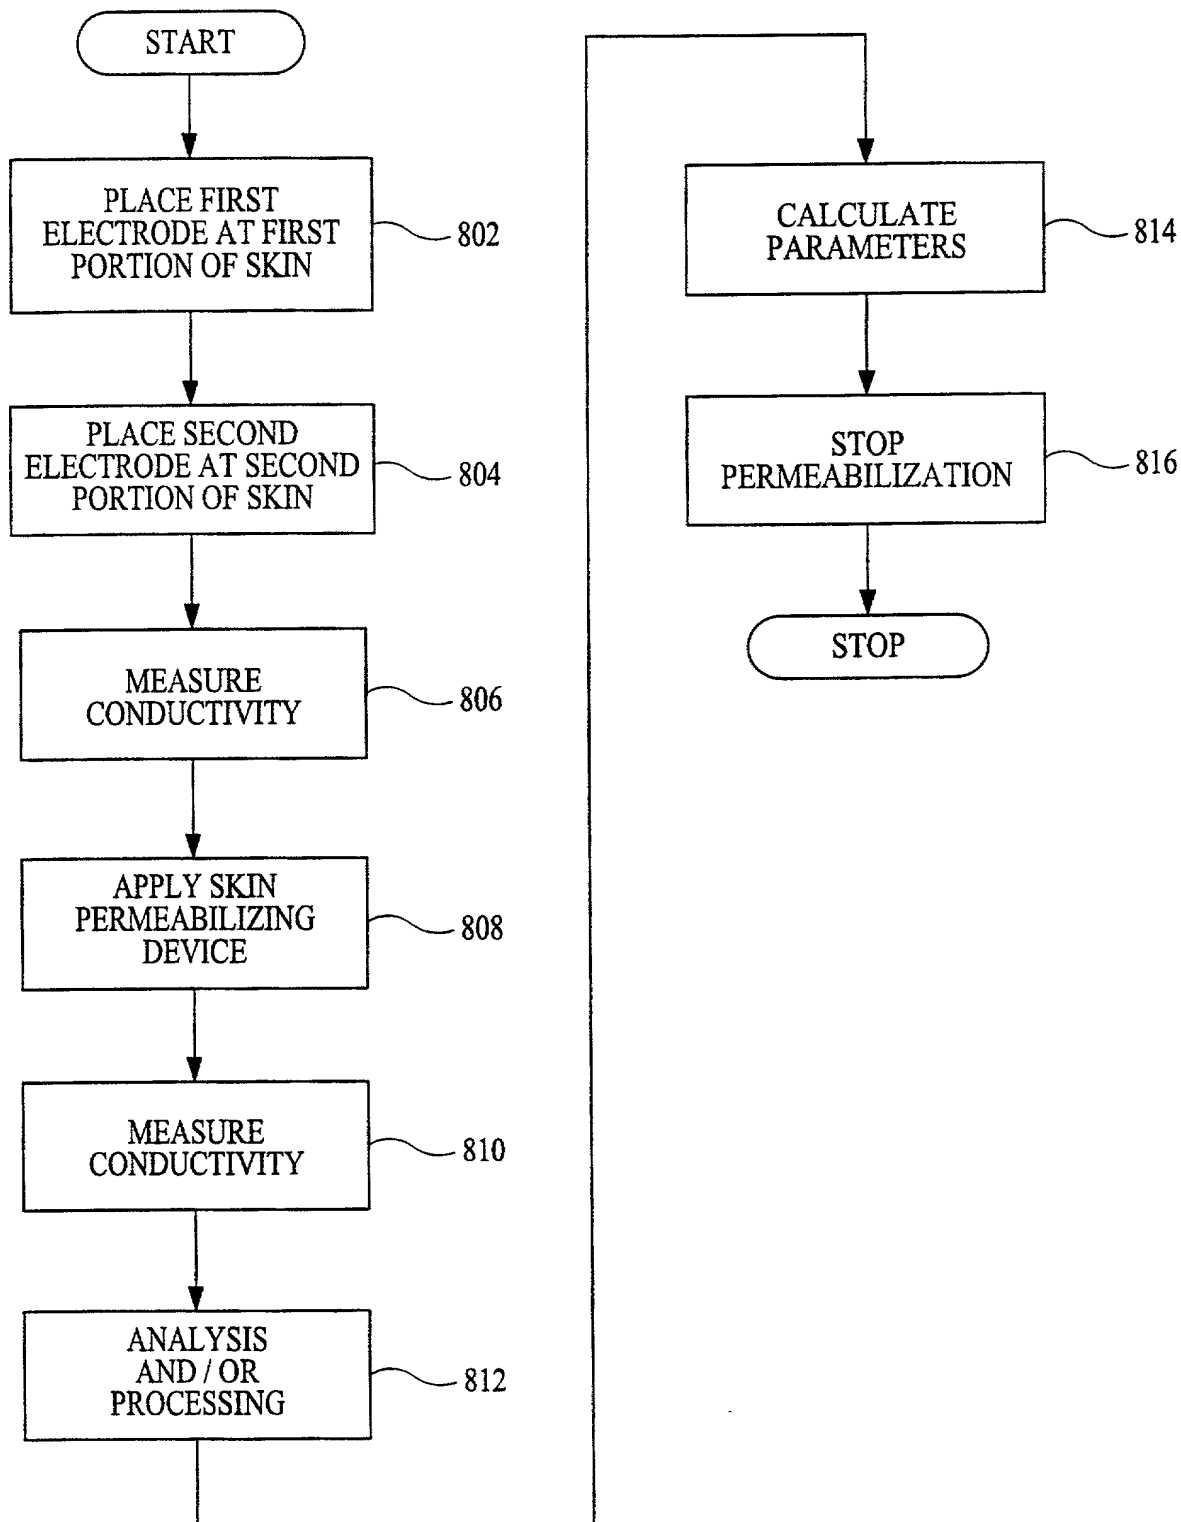 START
PLACE FIRST
ELECTRODE AT FIRST
PORTION OF SKIN
802
PLACE SECOND
ELECTRODE AT SECOND
PORTION OF SKIN
804
MEASURE
CONDUCTIVITY
806
APPLY SKIN
PERMEABILIZING
DEVICE
808
MEASURE
CONDUCTIVITY
810
ANALYSIS
AND / OR
PROCESSING
812
CALCULATE
PARAMETERS
814
STOP
PERMEABILIZATION
816
STOP